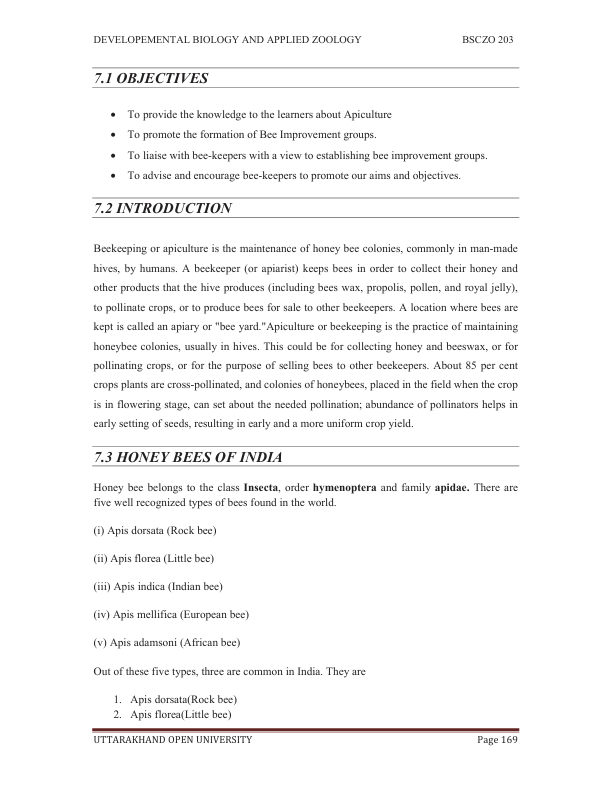 DEVELOPEMENTAL BIOLOGY AND APPLIED ZOOLOGY BSCZO 203
7.1 OBJECTIVES
• To provide the knowledge to the learners about Apiculture
• To promote the formation of Bee Improvement groups.
• To liaise with bee-keepers with a view to establishing bee improvement groups.
• To advise and encourage bee-keepers to promote our aims and objectives.
7.2 INTRODUCTION
Beekeeping or apiculture is the maintenance of honey bee colonies, commonly in man-made
hives, by humans. A beekeeper (or apiarist) keeps bees in order to collect their honey and
other products that the hive produces (including bees wax, propolis, pollen, and royal jelly),
to pollinate crops, or to produce bees for sale to other beekeepers. A location where bees are
kept is called an apiary or "bee yard."Apiculture or beekeeping is the practice of maintaining
honeybee colonies, usually in hives. This could be for collecting honey and beeswax, or for
pollinating crops, or for the purpose of selling bees to other beekeepers. About 85 per cent
crops plants are cross-pollinated, and colonies of honeybees, placed in the field when the crop
is in flowering stage, can set about the needed pollination; abundance of pollinators helps in
early setting of seeds, resulting in early and a more uniform crop yield.
7.3 HONEY BEES OF INDIA
Honey bee belongs to the class Insecta, order hymenoptera and family apidae. There are
five well recognized types of bees found in the world.
(i) Apis dorsata (Rock bee)
(ii) Apis florea (Little bee)
(iii) Apis indica (Indian bee)
(iv) Apis mellifica (European bee)
(v) Apis adamsoni (African bee)
Out of these five types, three are common in India. They are
1. Apis dorsata(Rock bee)
2. Apis florea(Little bee)
UTTARAKHAND OPEN UNIVERSITY Page 169